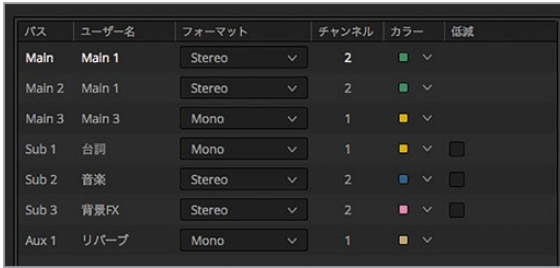 バス ユーザー名 フォーマット チャンネル カラー 低減
Main Main 1 Stereo 2
Main 2 Main 1 Stereo 2
Main 3 Main 3 Mono 1
Sub 1 台詞 Mono 1
Sub 2 音楽 Stereo 2
Sub 3 背景FX Stereo 2
Aux 1 リバーブ Mono 1